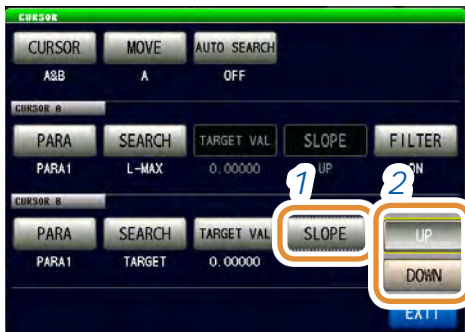 CURSOR
CURSOR MOVE AUTO SEARCH
A&B A OFF
CURSOR A
PARA SEARCH TARGET VAL SLOPE FILTER
PARA1 L-MAX 0.00000 UP ON
1 2
CURSOR B
PARA SEARCH TARGET VAL SLOPE UP
PARA1 TARGET 0.00000 DOWN
EXIT